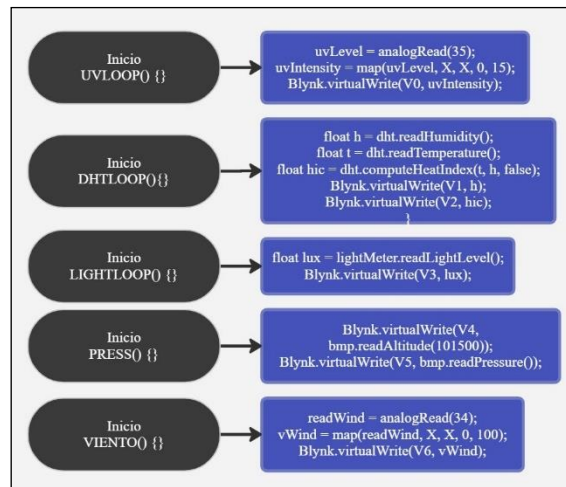 Inicio
UVLOOP() {}
uvLevel = analogRead(35);
uvIntensity = map(uvLevel, X, X, 0, 15);
Blynk.virtualWrite(V0, uvIntensity);
Inicio
DHTLOOP(){}
float h = dht.readHumidity();
float t = dht.readTemperature();
float hic = dht.computeHeatIndex(t, h, false);
Blynk.virtualWrite(V1, h);
Blynk.virtualWrite(V2, hic);
}
Inicio
LIGHTLOOP() {}
float lux = lightMeter.readLightLevel();
Blynk.virtualWrite(V3, lux);
Inicio
PRESS() {}
Blynk.virtualWrite(V4,
bmp.readAltitude(101500));
Blynk.virtualWrite(V5, bmp.readPressure());
Inicio
VIENTO() {}
readWind = analogRead(34);
vWind = map(readWind, X, X, 0, 100);
Blynk.virtualWrite(V6, vWind);